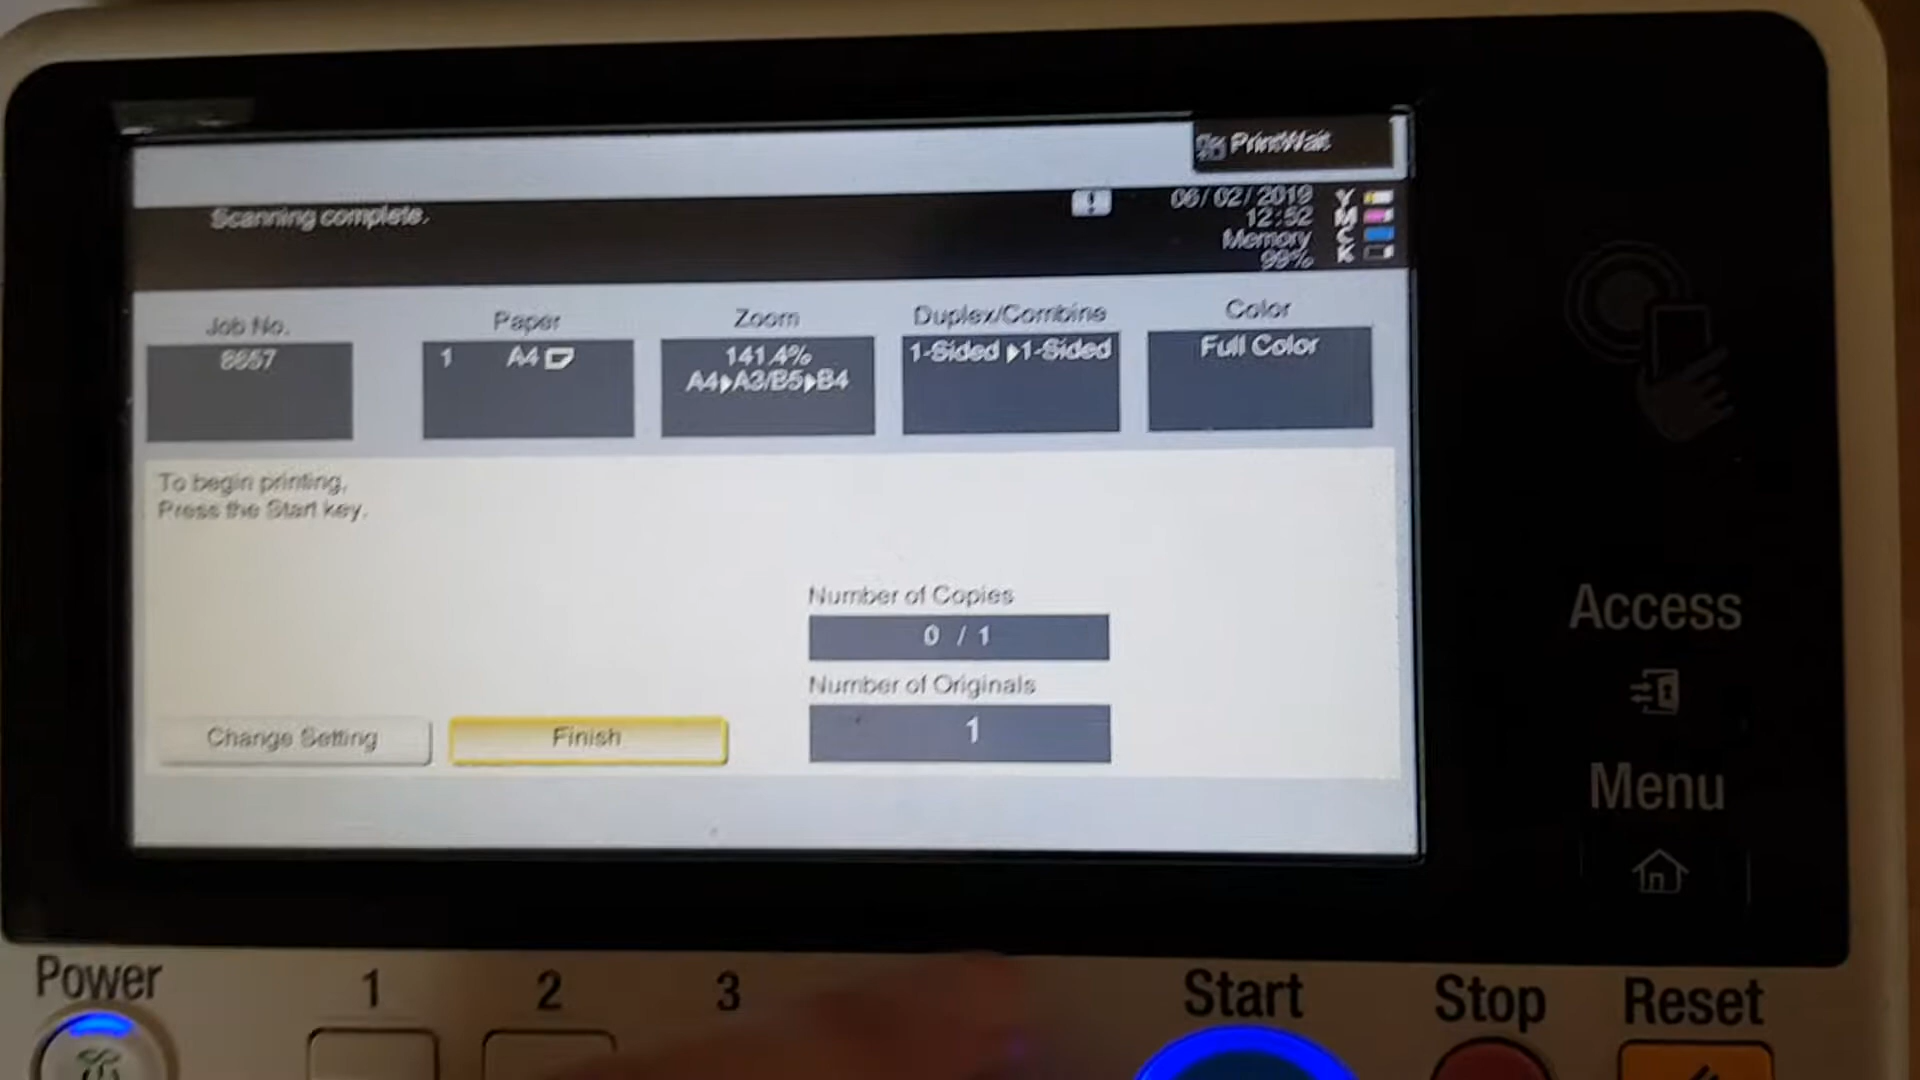 PrintWait
Scanning complete.
06/02/2019
12:52
Memory
99%
Y
M
C
K
Job No.
8657
Paper
1 A4
Zoom
141.4%
A4▶A3/B5▶B4
Duplex/Combine
1-Sided ▶1-Sided
Color
Full Color
To begin printing,
Press the Start key.
Number of Copies
0 / 1
Number of Originals
1
Change Setting
Finish
Access
Menu
Power
1
2
3
Start
Stop
Reset